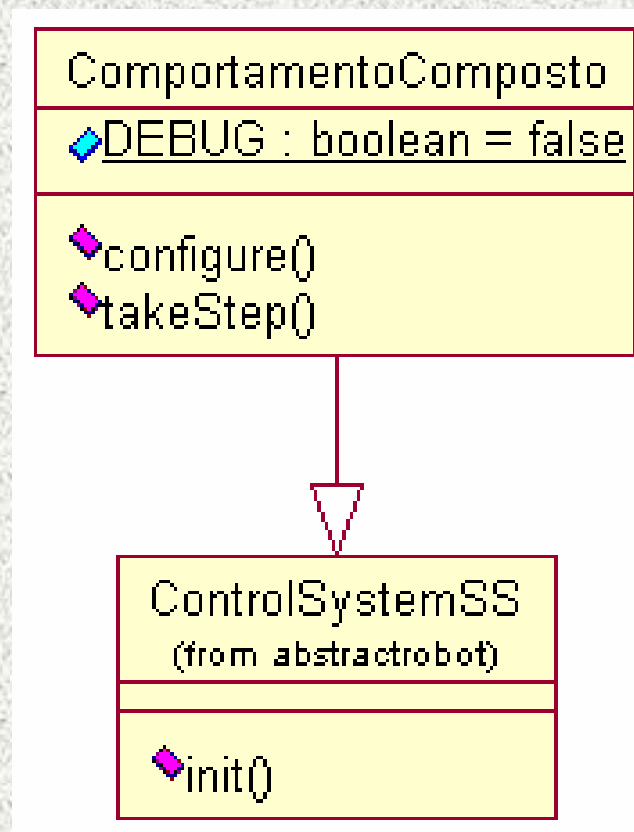 ComportamentoComposto
DEBUG : boolean = false
configure()
takeStep()
ControlSystemSS
(from abstractrobot)
init()